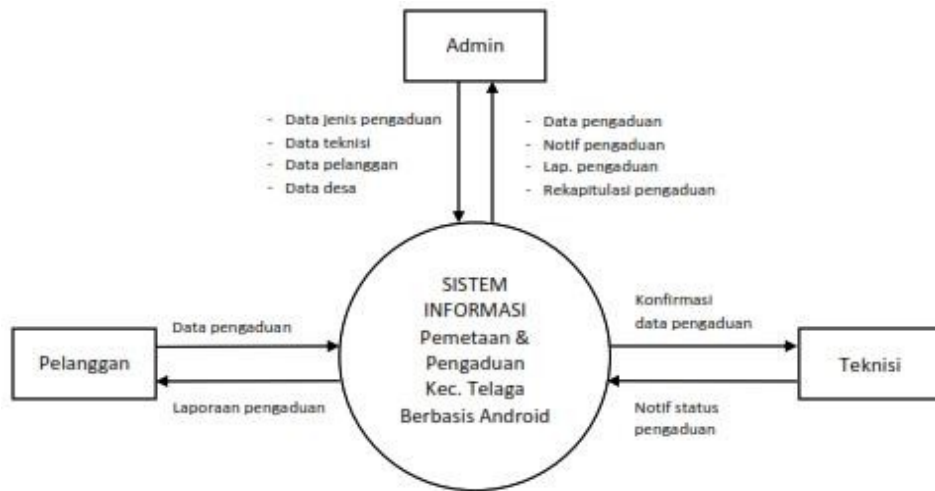 Admin
- Data jenis pengaduan
- Data teknisi
- Data pelanggan
- Data desa
- Data pengaduan
- Notif pengaduan
- Lap. pengaduan
- Rekapitulasi pengaduan
SISTEM
INFORMASI
Pemetaan &
Pengaduan
Kec. Telaga
Berbasis Android
Pelanggan
Data pengaduan
Laporaan pengaduan
Konfirmasi
data pengaduan
Teknisi
Notif status
pengaduan